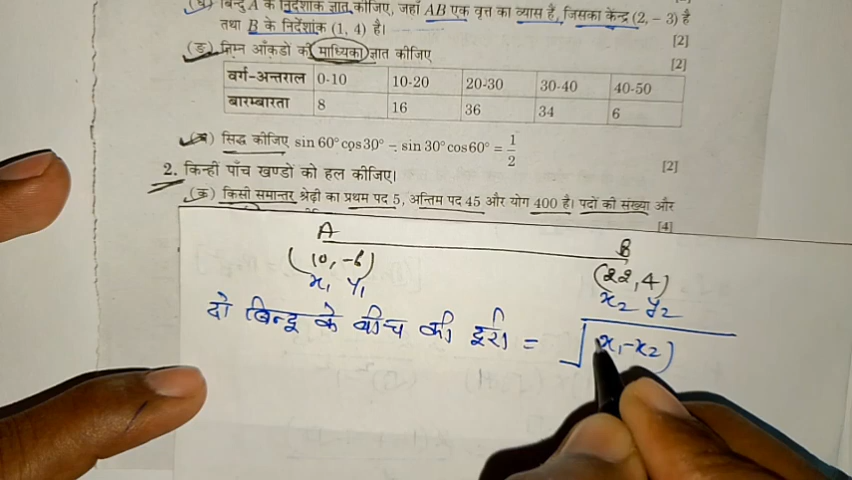 बिन्दु A के निर्देशांक ज्ञात कीजिए, जहाँ AB एक वृत्त का व्यास है, जिसका केन्द्र (2, – 3) है
तथा B के निर्देशांक (1, 4) है। [2]
(ङ) निम्न आँकड़ो की माध्यिका ज्ञात कीजिए [2]
वर्ग-अन्तराल 0-10 10-20 20-30 30-40 40-50
बारम्बारता 8 16 36 34 6
सिद्ध कीजिए sin 60° cos 30° – sin 30° cos 60° = 1/2 [2]
2. किन्हीं पाँच खण्डो को हल कीजिए।
(क) किसी समान्तर श्रेढ़ी का प्रथम पद 5, अन्तिम पद 45 और योग 400 है। पदों की संख्या और
[4]
A B
(10, -6) (22, 4)
x₁ y₁ x₂ y₂
दो बिन्दू के बीच की दूरी = √x₁-x₂)